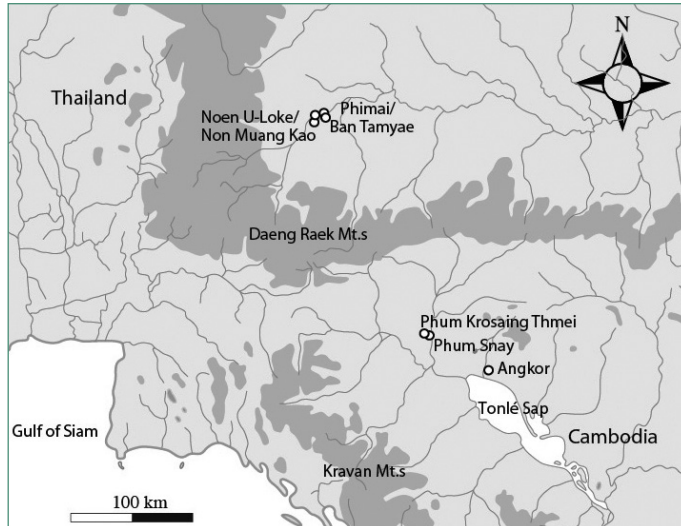 N
Thailand
Noen U-Loke/
Non Muang Kao
Phimai/
Ban Tamyae
Daeng Raek Mt.s
Phum Krosaing Thmei
Phum Snay
Angkor
Tonlé Sap
Gulf of Siam
Cambodia
Kravan Mt.s
100 km